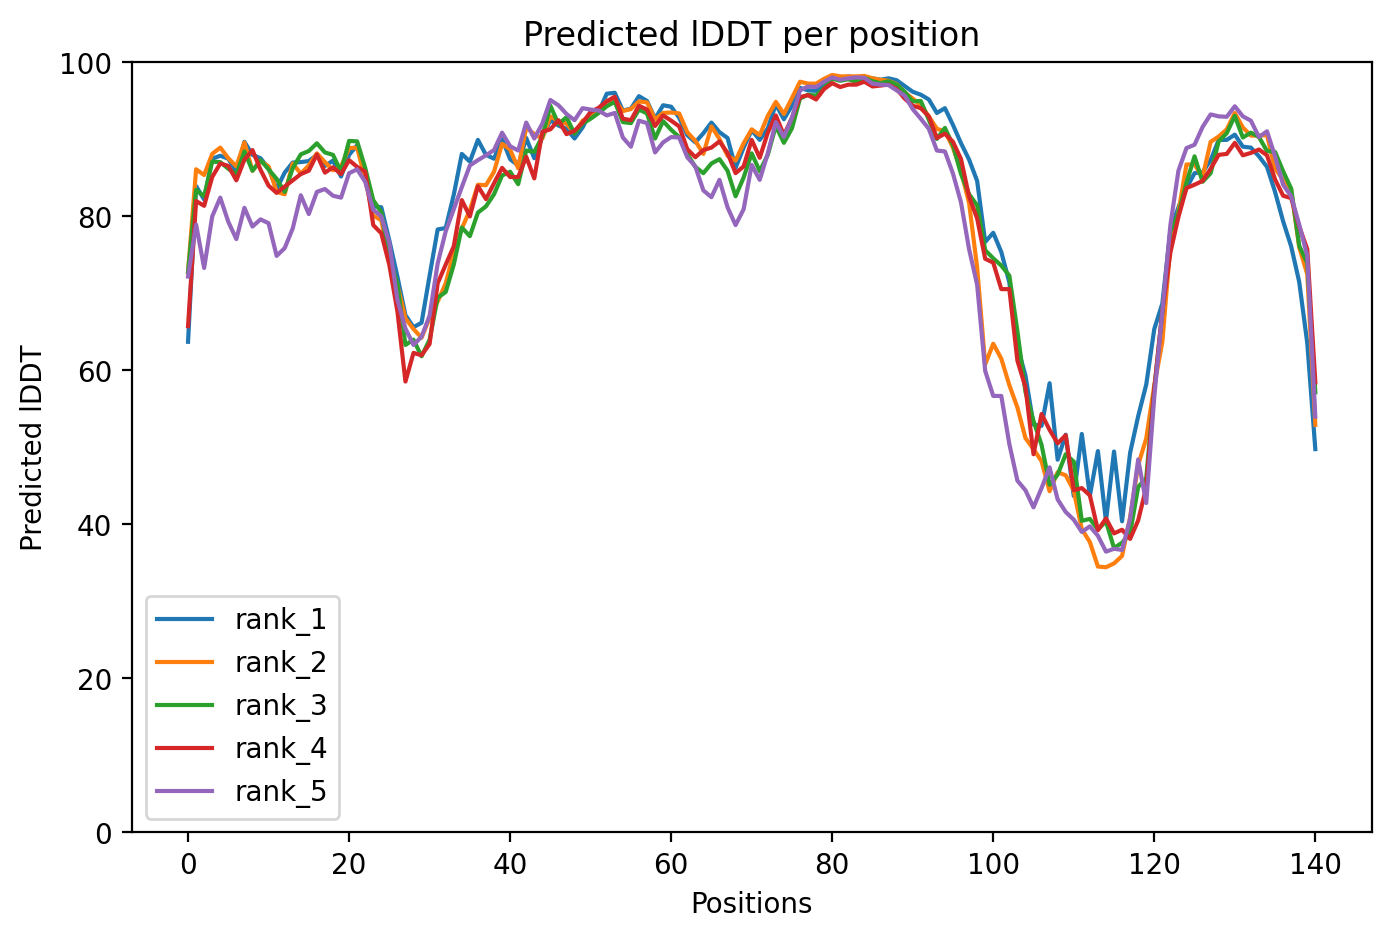 Predicted lDDT per position
100
80
60
40
20
0
Predicted lDDT
rank_1
rank_2
rank_3
rank_4
rank_5
0 20 40 60 80 100 120 140
Positions